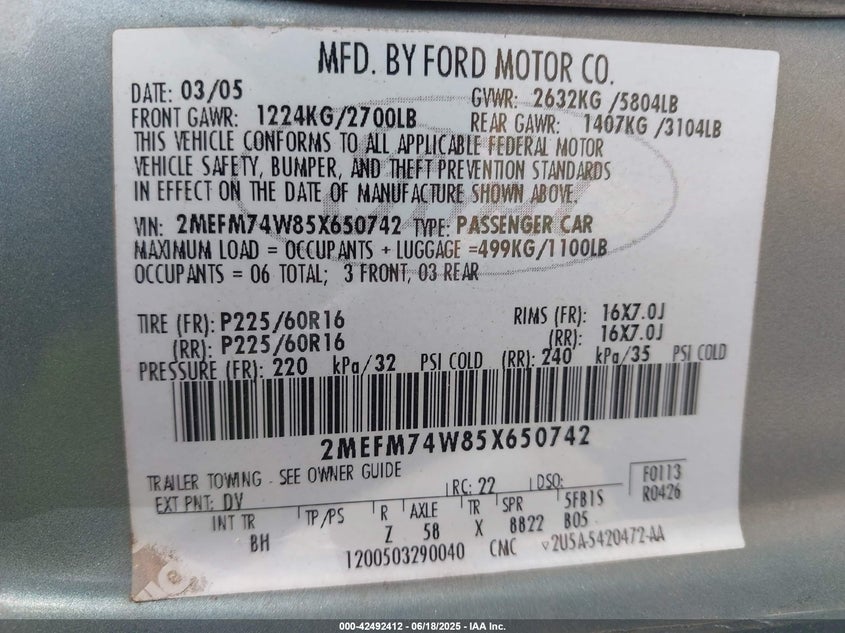 MFD. BY FORD MOTOR CO.
DATE: 03/05 GVWR: 2632KG /5804LB
FRONT GAWR: 1224KG/2700LB REAR GAWR: 1407KG /3104LB
THIS VEHICLE CONFORMS TO ALL APPLICABLE FEDERAL MOTOR
VEHICLE SAFETY, BUMPER, AND THEFT PREVENTION STANDARDS
IN EFFECT ON THE DATE OF MANUFACTURE SHOWN ABOVE.
VIN: 2MEFM74W85X650742 TYPE: PASSENGER CAR
MAXIMUM LOAD = OCCUPANTS + LUGGAGE =499KG/1100LB
OCCUPANTS = 06 TOTAL; 3 FRONT, 03 REAR
TIRE (FR): P225/60R16 RIMS (FR): 16X7.0J
(RR): P225/60R16 (RR): 16X7.0J
PRESSURE (FR): 220 kPa/32 PSI COLD (RR): 240 kPa/35 PSI COLD
2MEFM74W85X650742
TRAILER TOWING - SEE OWNER GUIDE
EXT PNT: DV RC: 22 DSO: F0113
R0426
INT TR TP/PS R AXLE TR SPR 5FB1S
BH Z 58 X 8822 B05
1200503290040 CMC ▽2U5A-5420472-AA
000-42492412 - 06/18/2025 - IAA Inc.